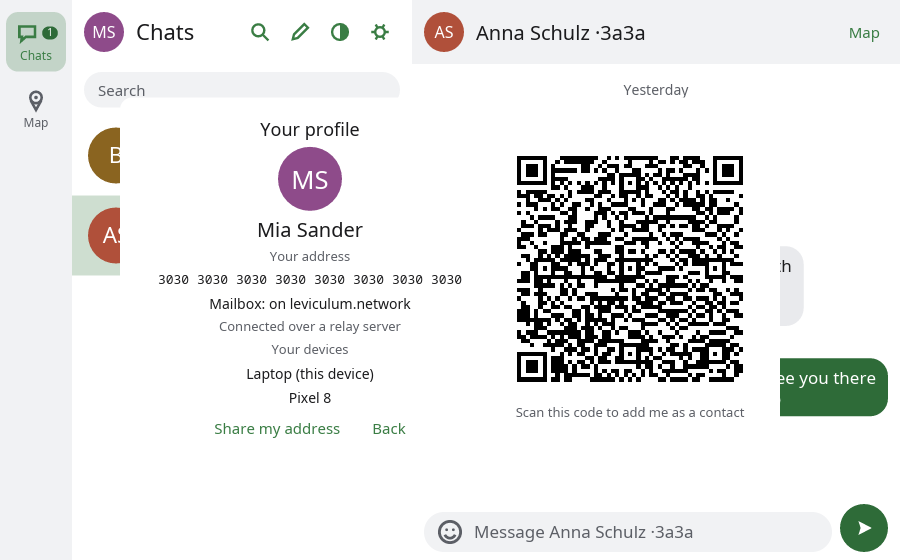 1
Chats
Map
MS
Chats
Search
B
AS
Your profile
MS
Mia Sander
Your address
3030 3030 3030 3030 3030 3030 3030 3030
Mailbox: on leviculum.network
Connected over a relay server
Your devices
Laptop (this device)
Pixel 8
Share my address
Back
Scan this code to add me as a contact
AS
Anna Schulz ·3a3a
Map
Yesterday
ee you there
Message Anna Schulz ·3a3a